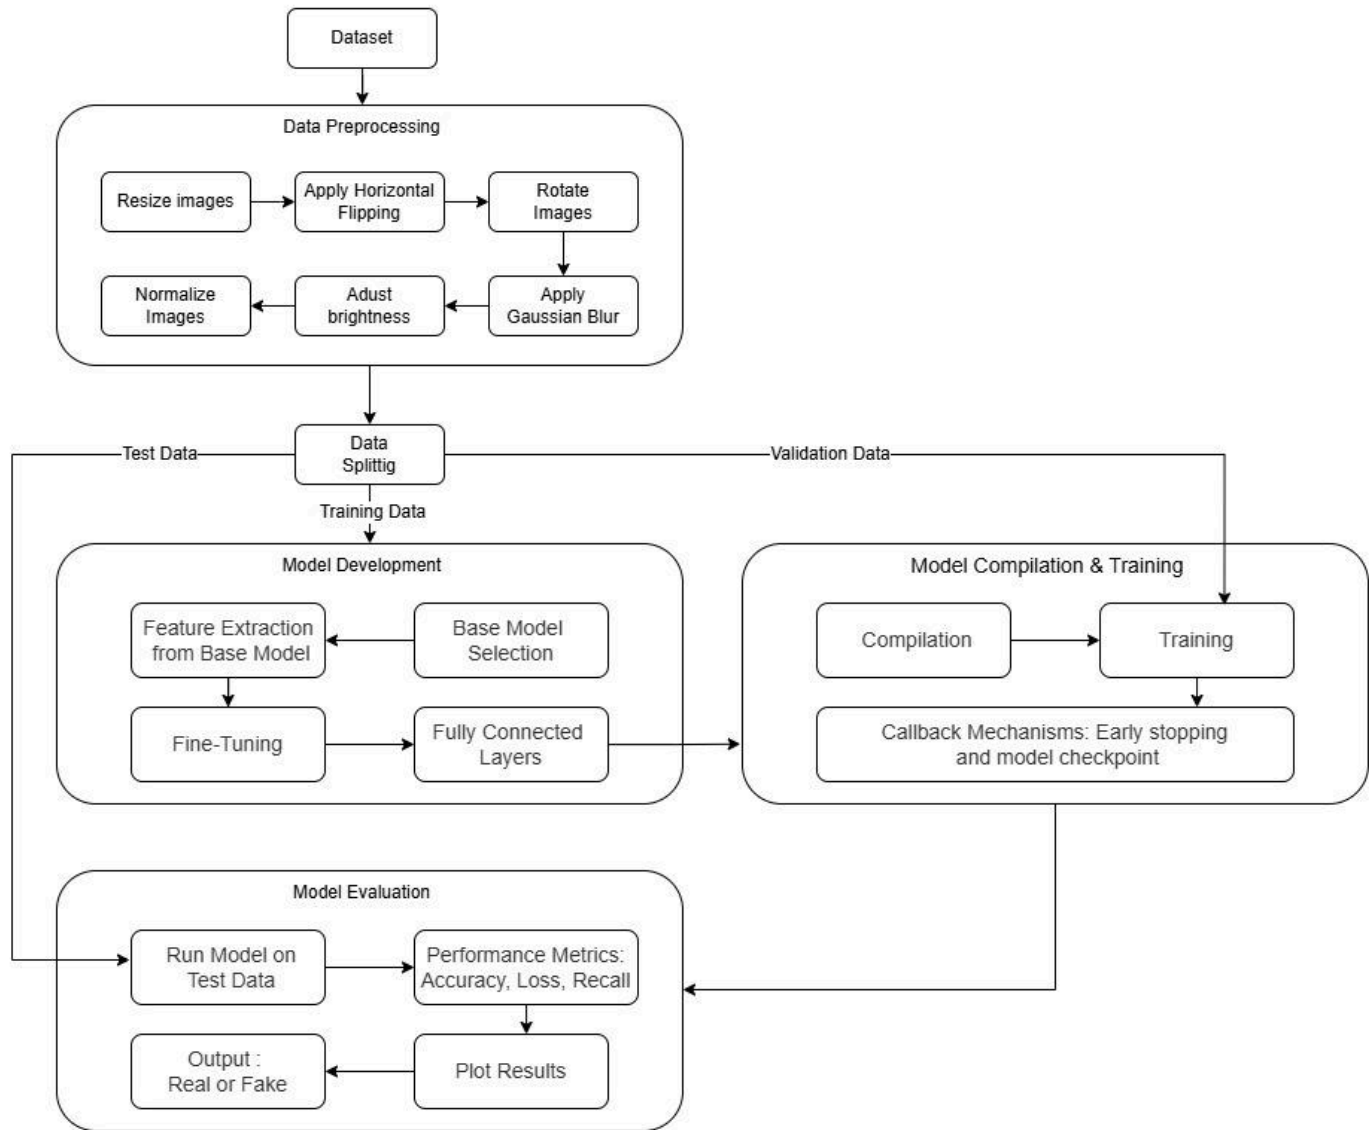 Dataset
Data Preprocessing
Resize images
Apply Horizontal
Flipping
Rotate
Images
Normalize
Images
Adust
brightness
Apply
Gaussian Blur
Test Data
Data
Splittig
Validation Data
Training Data
Model Development
Feature Extraction
from Base Model
Base Model
Selection
Fine-Tuning
Fully Connected
Layers
Model Compilation & Training
Compilation
Training
Callback Mechanisms: Early stopping
and model checkpoint
Model Evaluation
Run Model on
Test Data
Performance Metrics:
Accuracy, Loss, Recall
Output :
Real or Fake
Plot Results